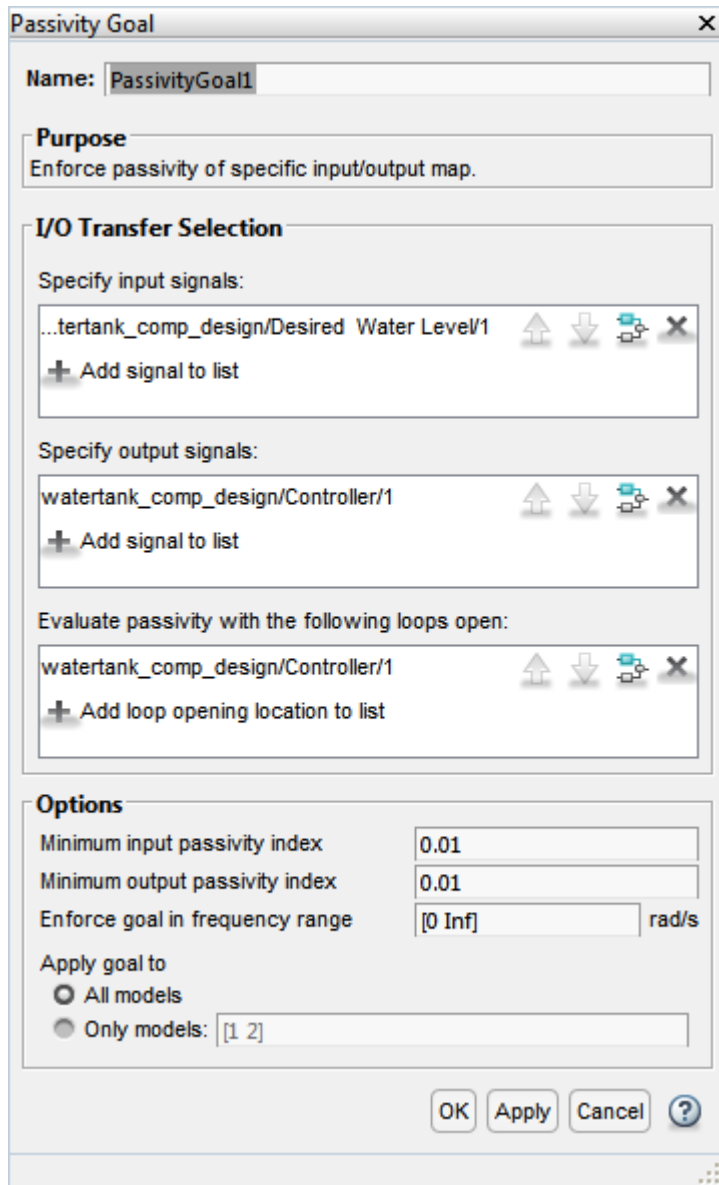 Passivity Goal
Name: PassivityGoal1
Purpose
Enforce passivity of specific input/output map.
I/O Transfer Selection
Specify input signals:
...tertank_comp_design/Desired  Water Level/1
Add signal to list
Specify output signals:
watertank_comp_design/Controller/1
Add signal to list
Evaluate passivity with the following loops open:
watertank_comp_design/Controller/1
Add loop opening location to list
Options
Minimum input passivity index 0.01
Minimum output passivity index 0.01
Enforce goal in frequency range [0 Inf] rad/s
Apply goal to
All models
Only models: [1 2]
OK Apply Cancel ?